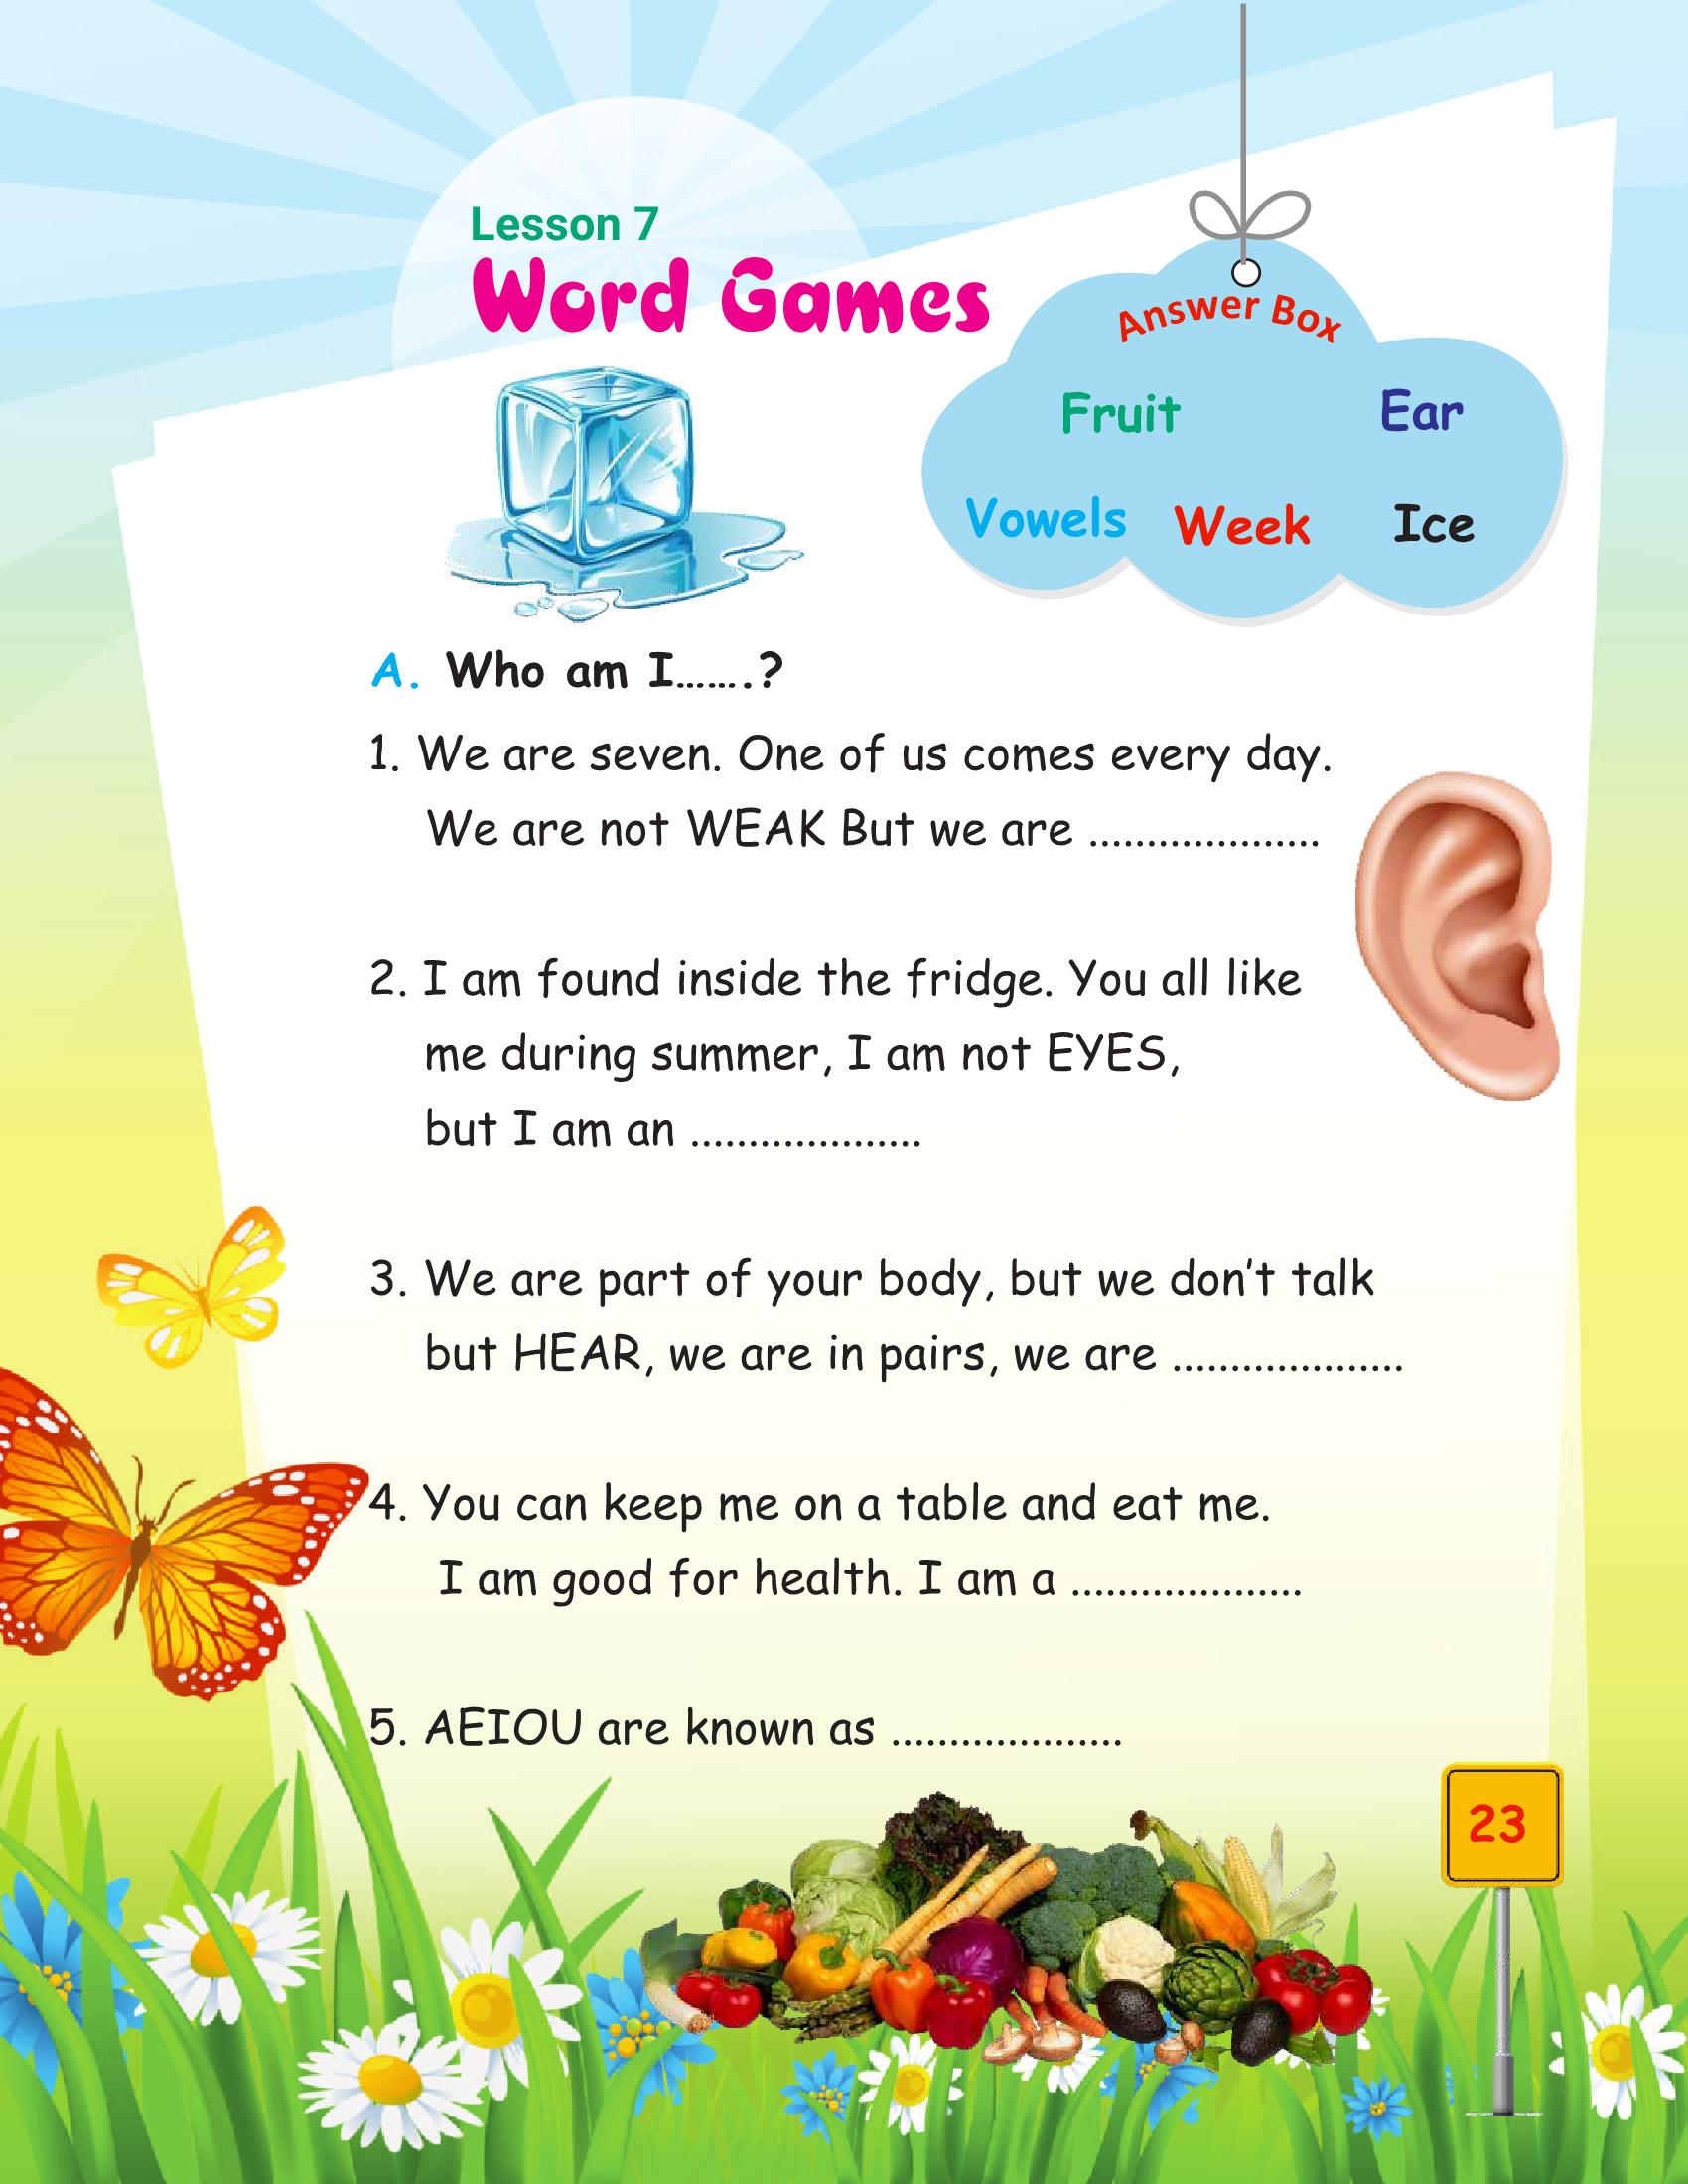 Lesson 7
Word Games
Answer Box
Fruit Ear
Vowels Week Ice
A. Who am I.......?
1. We are seven. One of us comes every day.
We are not WEAK But we are ....................
2. I am found inside the fridge. You all like
me during summer, I am not EYES,
but I am an ....................
3. We are part of your body, but we don’t talk
but HEAR, we are in pairs, we are ....................
4. You can keep me on a table and eat me.
I am good for health. I am a ....................
5. AEIOU are known as ....................
23